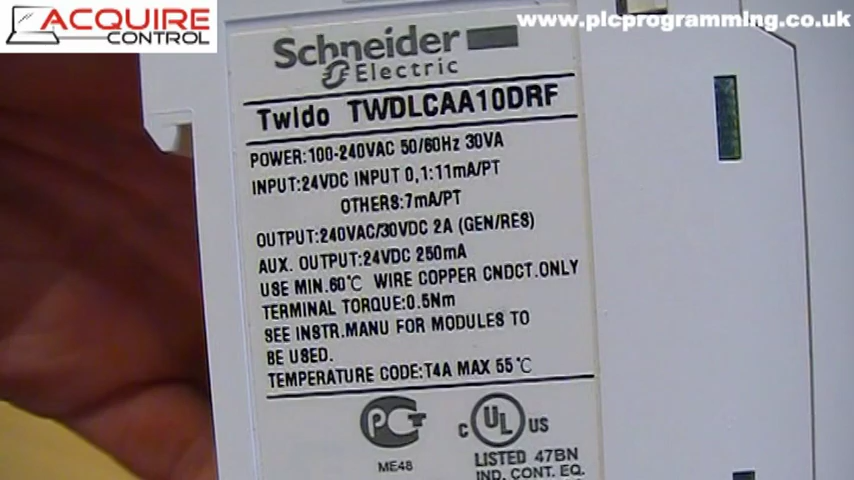 ACQUIRE
CONTROL
www.plcprogramming.co.uk
Schneider
Electric
Twido TWDLCAA10DRF
POWER:100-240VAC 50/60Hz 30VA
INPUT:24VDC INPUT 0,1:11mA/PT
OTHERS:7mA/PT
OUTPUT:240VAC/30VDC 2A (GEN/RES)
AUX. OUTPUT:24VDC 250mA
USE MIN.60℃ WIRE COPPER CNDCT.ONLY
TERMINAL TORQUE:0.5Nm
SEE INSTR.MANU FOR MODULES TO
BE USED.
TEMPERATURE CODE:T4A MAX 55℃
PCT
ME48
C UL US
LISTED 47BN
IND. CONT. EQ.